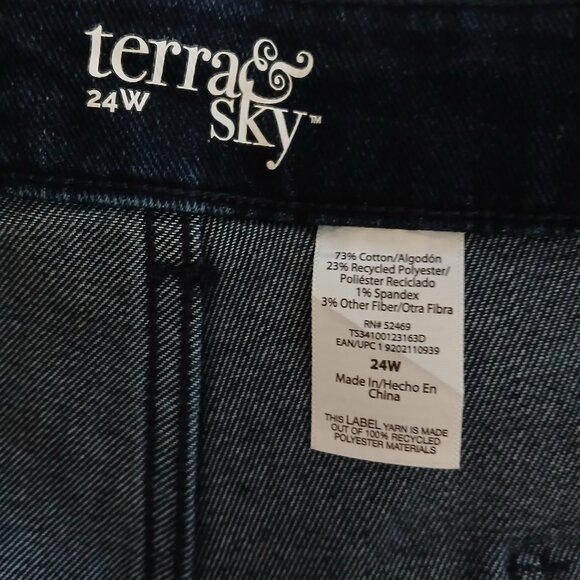 terra&
24W
sky™
73% Cotton/Algodón
23% Recycled Polyester/
Poliéster Reciclado
1% Spandex
3% Other Fiber/Otra Fibra
RN# 52469
TS34100123163D
EAN/UPC 1 9202110939
24W
Made In/Hecho En
China
THIS LABEL YARN IS MADE
OUT OF 100% RECYCLED
POLYESTER MATERIALS